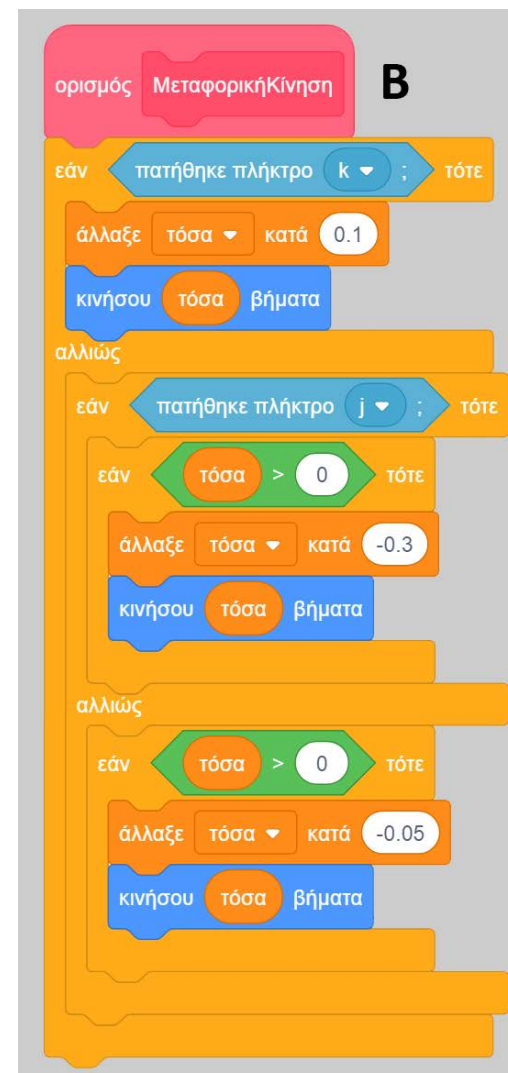 ορισμός ΜεταφορικήΚίνηση B
εάν πατήθηκε πλήκτρο k ; τότε
άλλαξε τόσα κατά 0.1
κινήσου τόσα βήματα
αλλιώς
εάν πατήθηκε πλήκτρο j ; τότε
εάν τόσα > 0 τότε
άλλαξε τόσα κατά -0.3
κινήσου τόσα βήματα
αλλιώς
εάν τόσα > 0 τότε
άλλαξε τόσα κατά -0.05
κινήσου τόσα βήματα